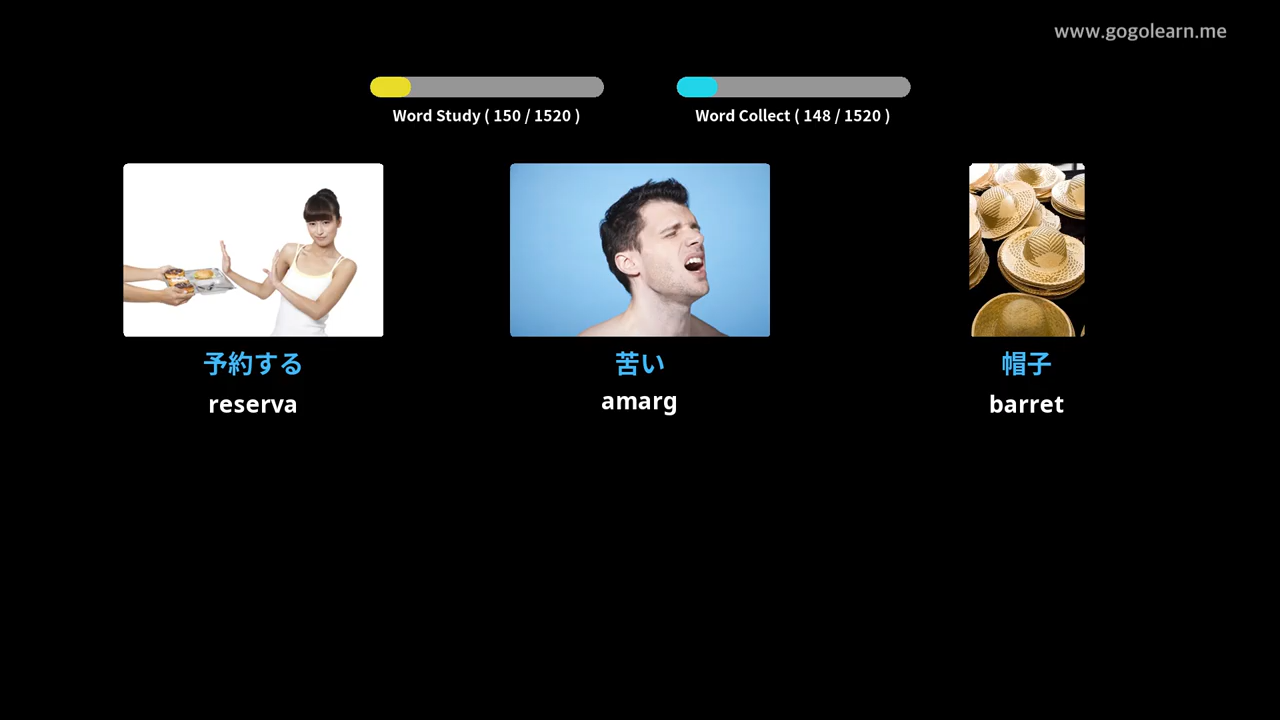 www.gogolearn.me
Word Study ( 150 / 1520 )
Word Collect ( 148 / 1520 )
予約する
苦い
帽子
reserva
amarg
barret